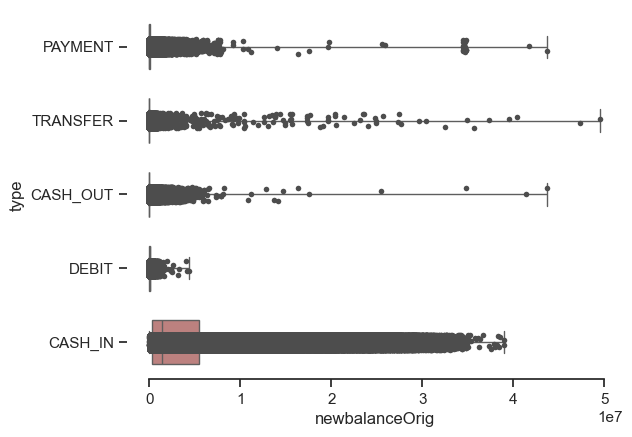 PAYMENT
TRANSFER
CASH_OUT
DEBIT
CASH_IN
type
0 1 2 3 4 5
1e7
newbalanceOrig